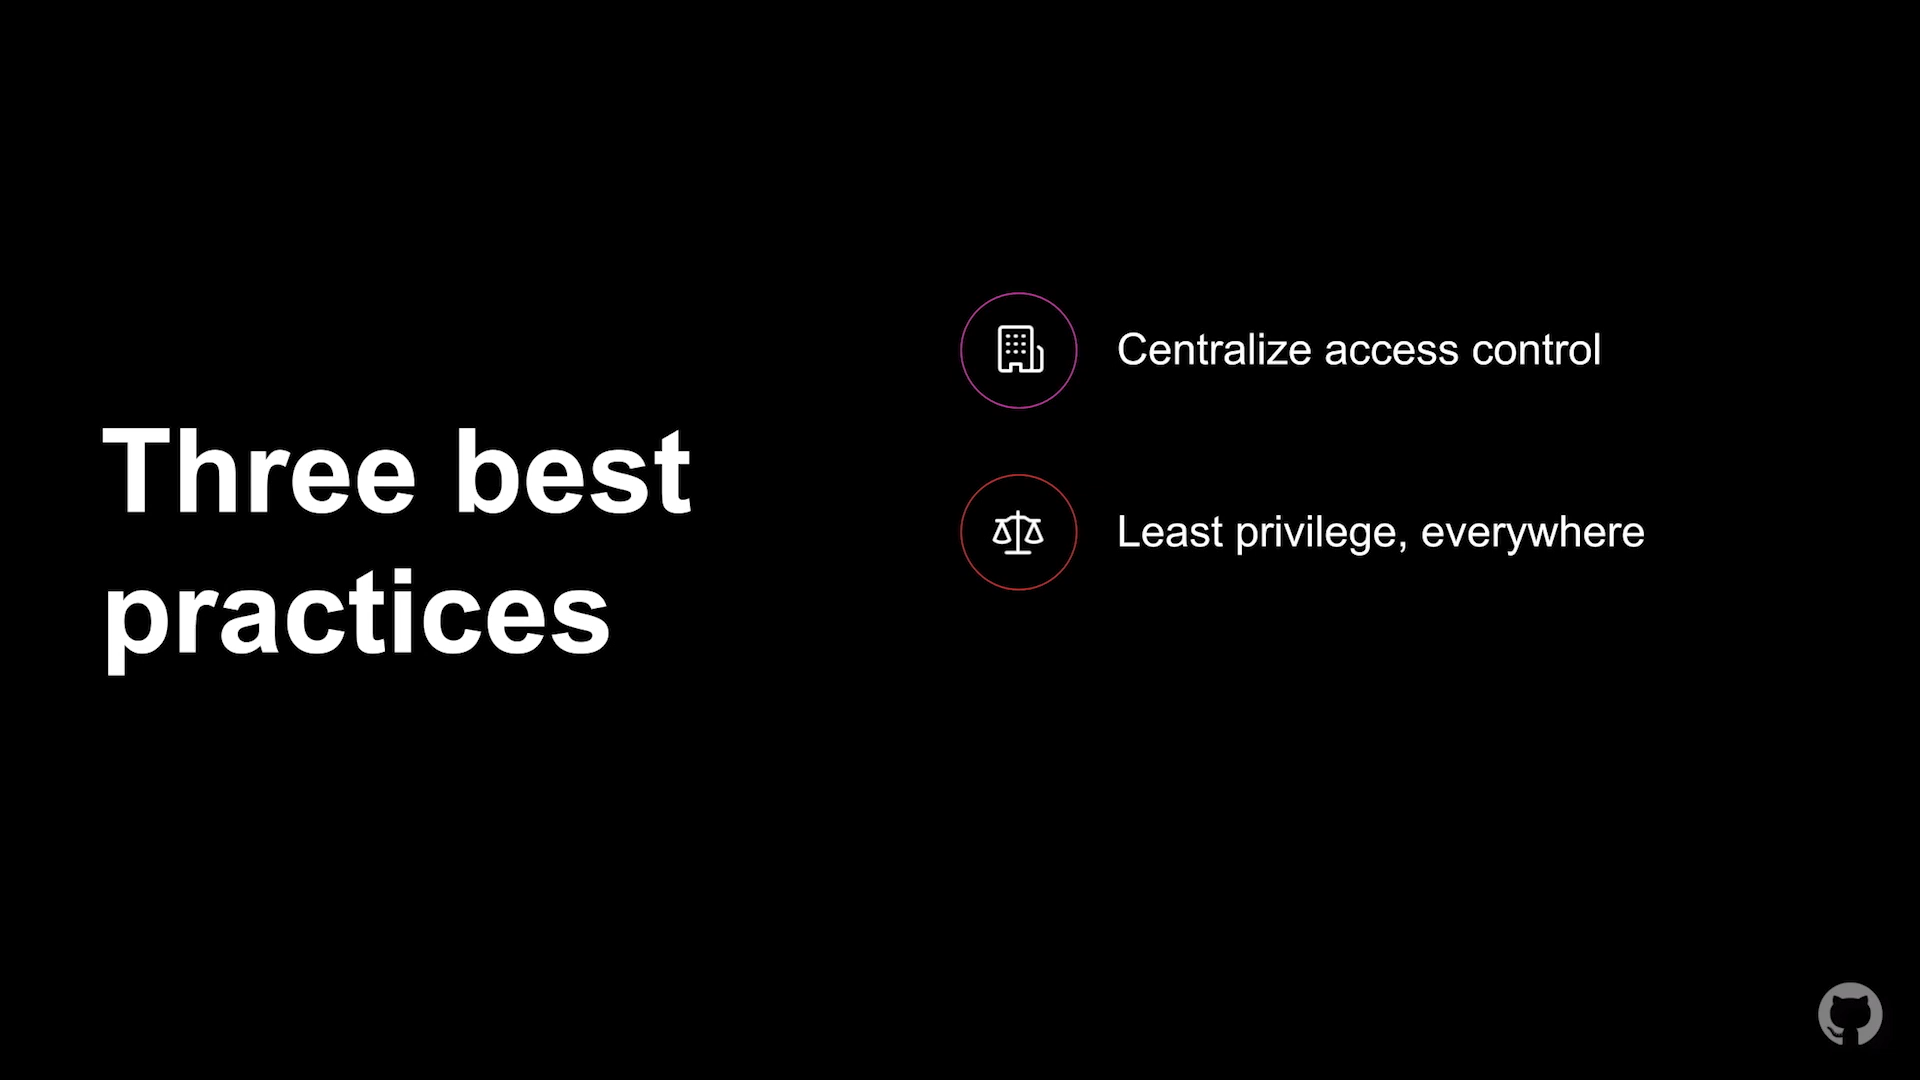 Three best
practices
Centralize access control
Least privilege, everywhere